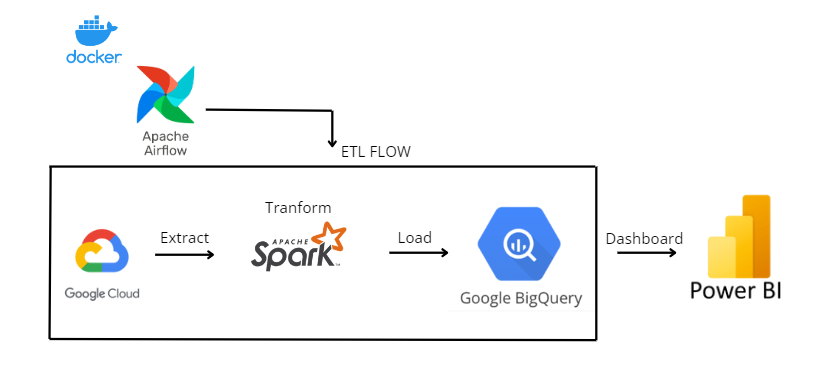 docker
Apache
Airflow
ETL FLOW
Tranform
Extract
APACHE
Spark
Load
Google Cloud
Google BigQuery
Dashboard
Power BI